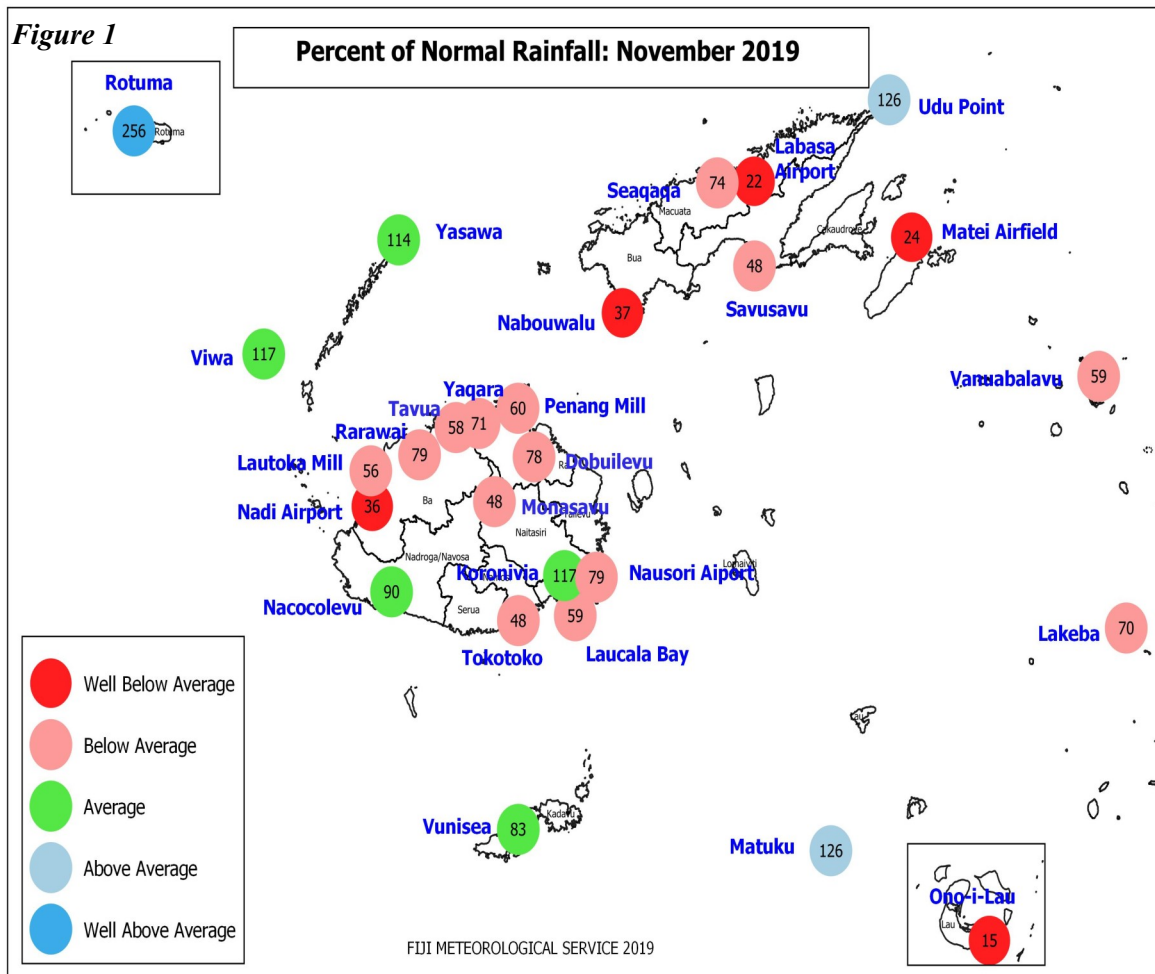 Figure 1
Percent of Normal Rainfall: November 2019
Rotuma
256
Rotuma
126
Udu Point
Labasa
Airport
22
74
Seaqaqa
Macuata
Yasawa
114
Cakaudrove
24
Matei Airfield
Bua
48
Savusavu
37
Nabouwalu
Viwa
117
Vanuabalavu
59
Yaqara
Tavua
58
71
60
Penang Mill
Rarawai
79
78
Dobuilevu
Ra
Lautoka Mill
56
Nadi Airport
36
Ba
48
Monasavu
Tailevu
Naitasiri
Nadroga/Navosa
Koronivia
117
79
Nausori Aiport
Lomaiviti
Nacocolevu
90
Serua
48
59
Tokotoko
Laucala Bay
Lakeba
70
Well Below Average
Below Average
Average
Above Average
Well Above Average
Lau
Vunisea
83
Kadavu
Matuku
126
Ono-i-Lau
Lau
15
FIJI METEOROLOGICAL SERVICE 2019